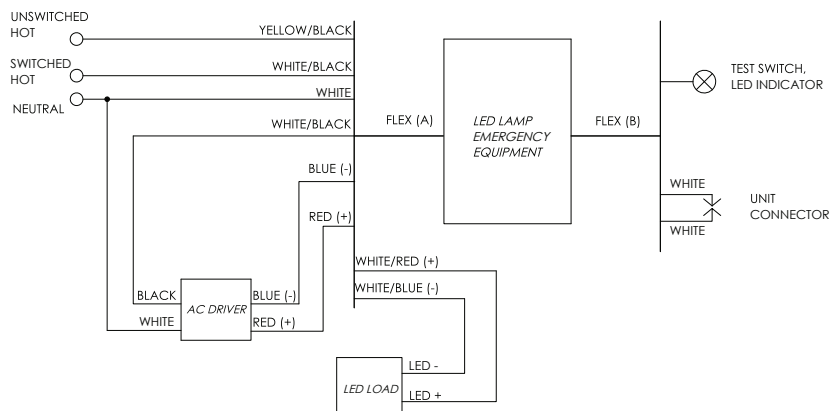 UNSWITCHED
HOT
YELLOW/BLACK
SWITCHED
HOT
WHITE/BLACK
NEUTRAL
WHITE
WHITE/BLACK
FLEX (A)
LED LAMP
EMERGENCY
EQUIPMENT
FLEX (B)
TEST SWITCH,
LED INDICATOR
BLUE (-)
RED (+)
WHITE
WHITE
UNIT
CONNECTOR
WHITE/RED (+)
WHITE/BLUE (-)
BLACK
WHITE
AC DRIVER
BLUE (-)
RED (+)
LED LOAD
LED -
LED +